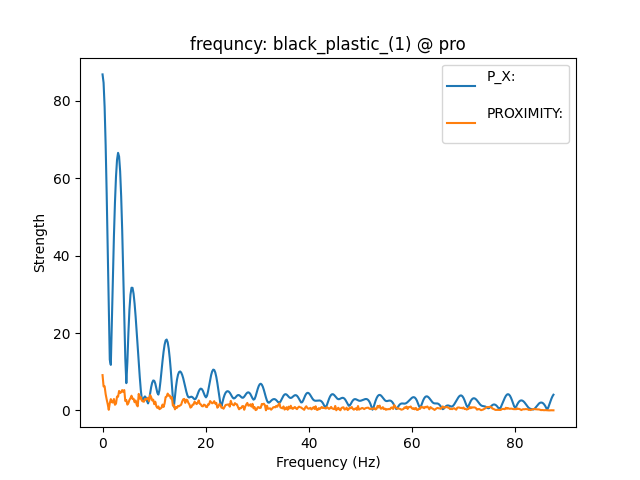 frequncy: black_plastic_(1) @ pro
P_X:
PROXIMITY:
Strength
80
60
40
20
0
0 20 40 60 80
Frequency (Hz)